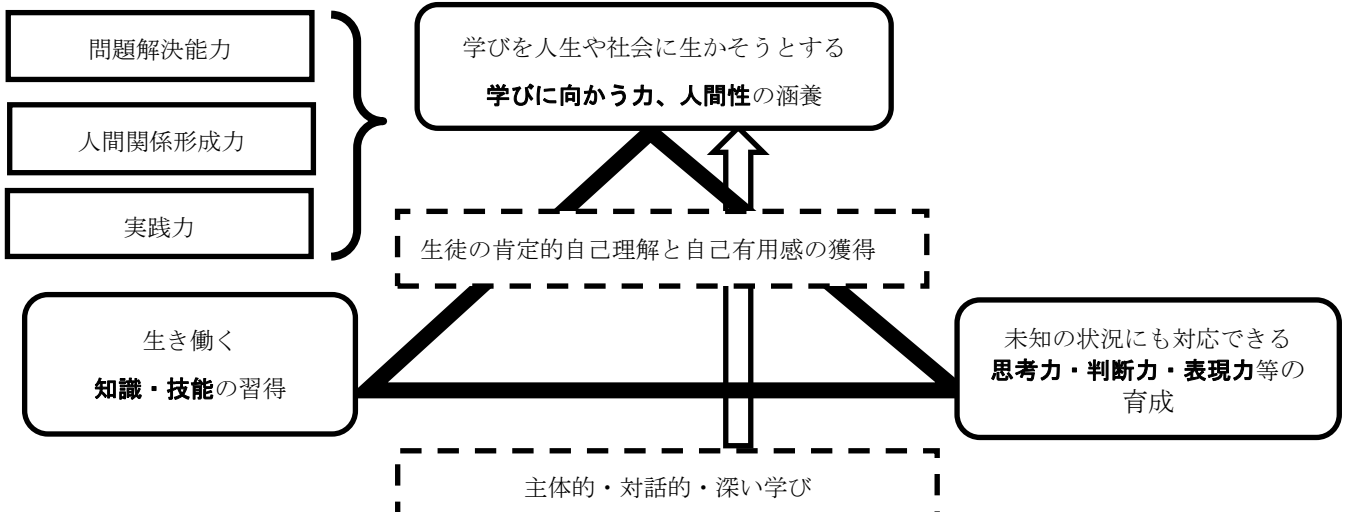 問題解決能力
人間関係形成力
実践力
学びを人生や社会に生かそうとする
学びに向かう力、人間性の涵養
生徒の肯定的自己理解と自己有用感の獲得
生き働く
知識・技能の習得
未知の状況にも対応できる
思考力・判断力・表現力等の
育成
主体的・対話的・深い学び